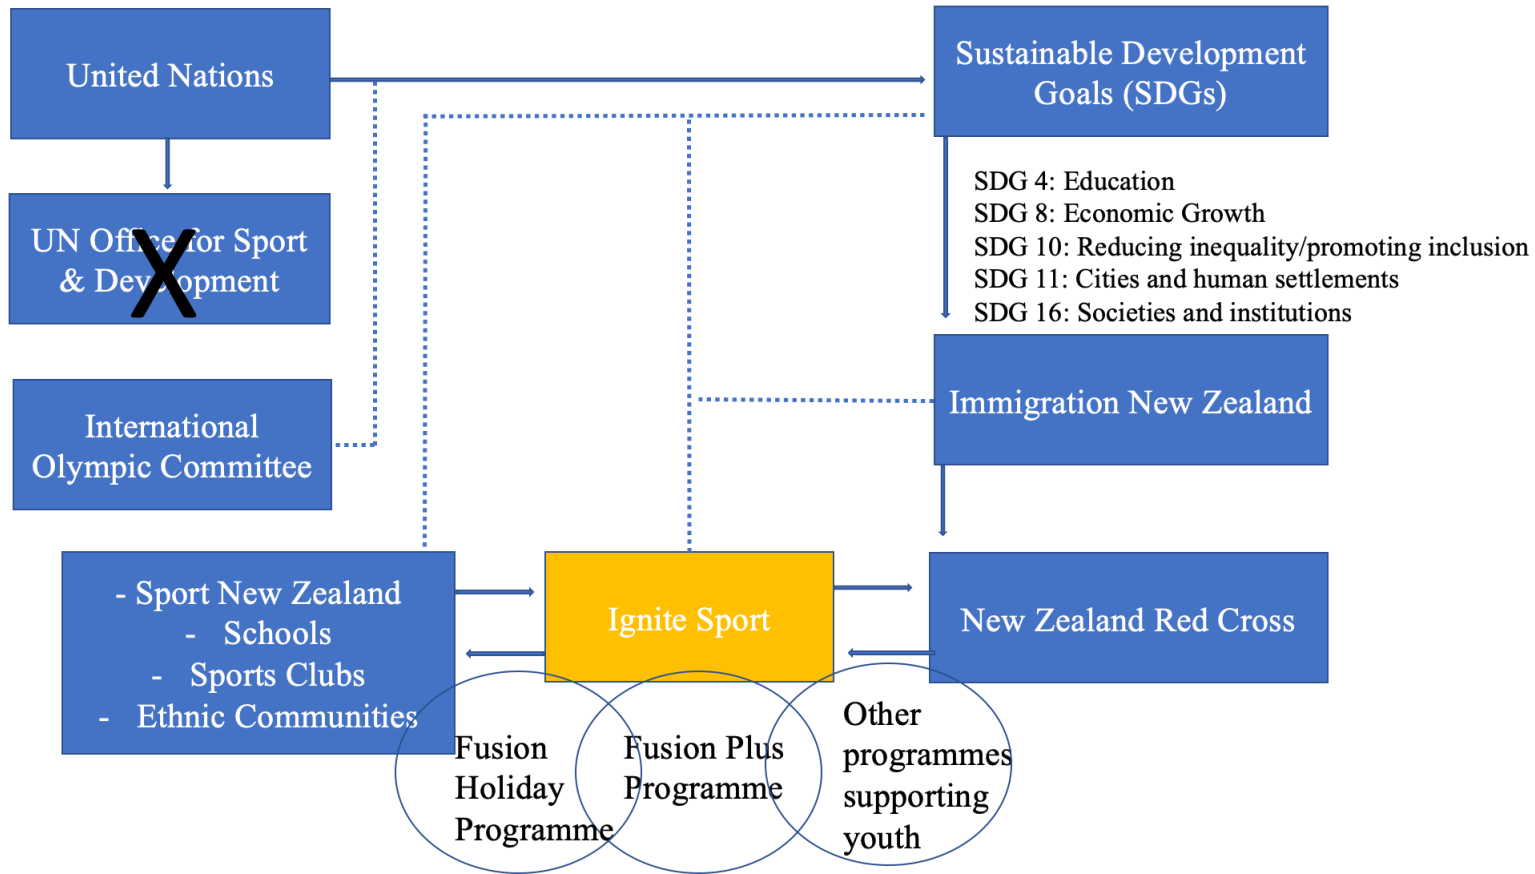 United Nations
Sustainable Development
Goals (SDGs)
SDG 4: Education
SDG 8: Economic Growth
SDG 10: Reducing inequality/promoting inclusion
SDG 11: Cities and human settlements
SDG 16: Societies and institutions
UN Office for Sport
& Development
X
International
Olympic Committee
Immigration New Zealand
- Sport New Zealand
- Schools
- Sports Clubs
- Ethnic Communities
Ignite Sport
New Zealand Red Cross
Fusion
Holiday
Programme
Fusion Plus
Programme
Other
programmes
supporting
youth